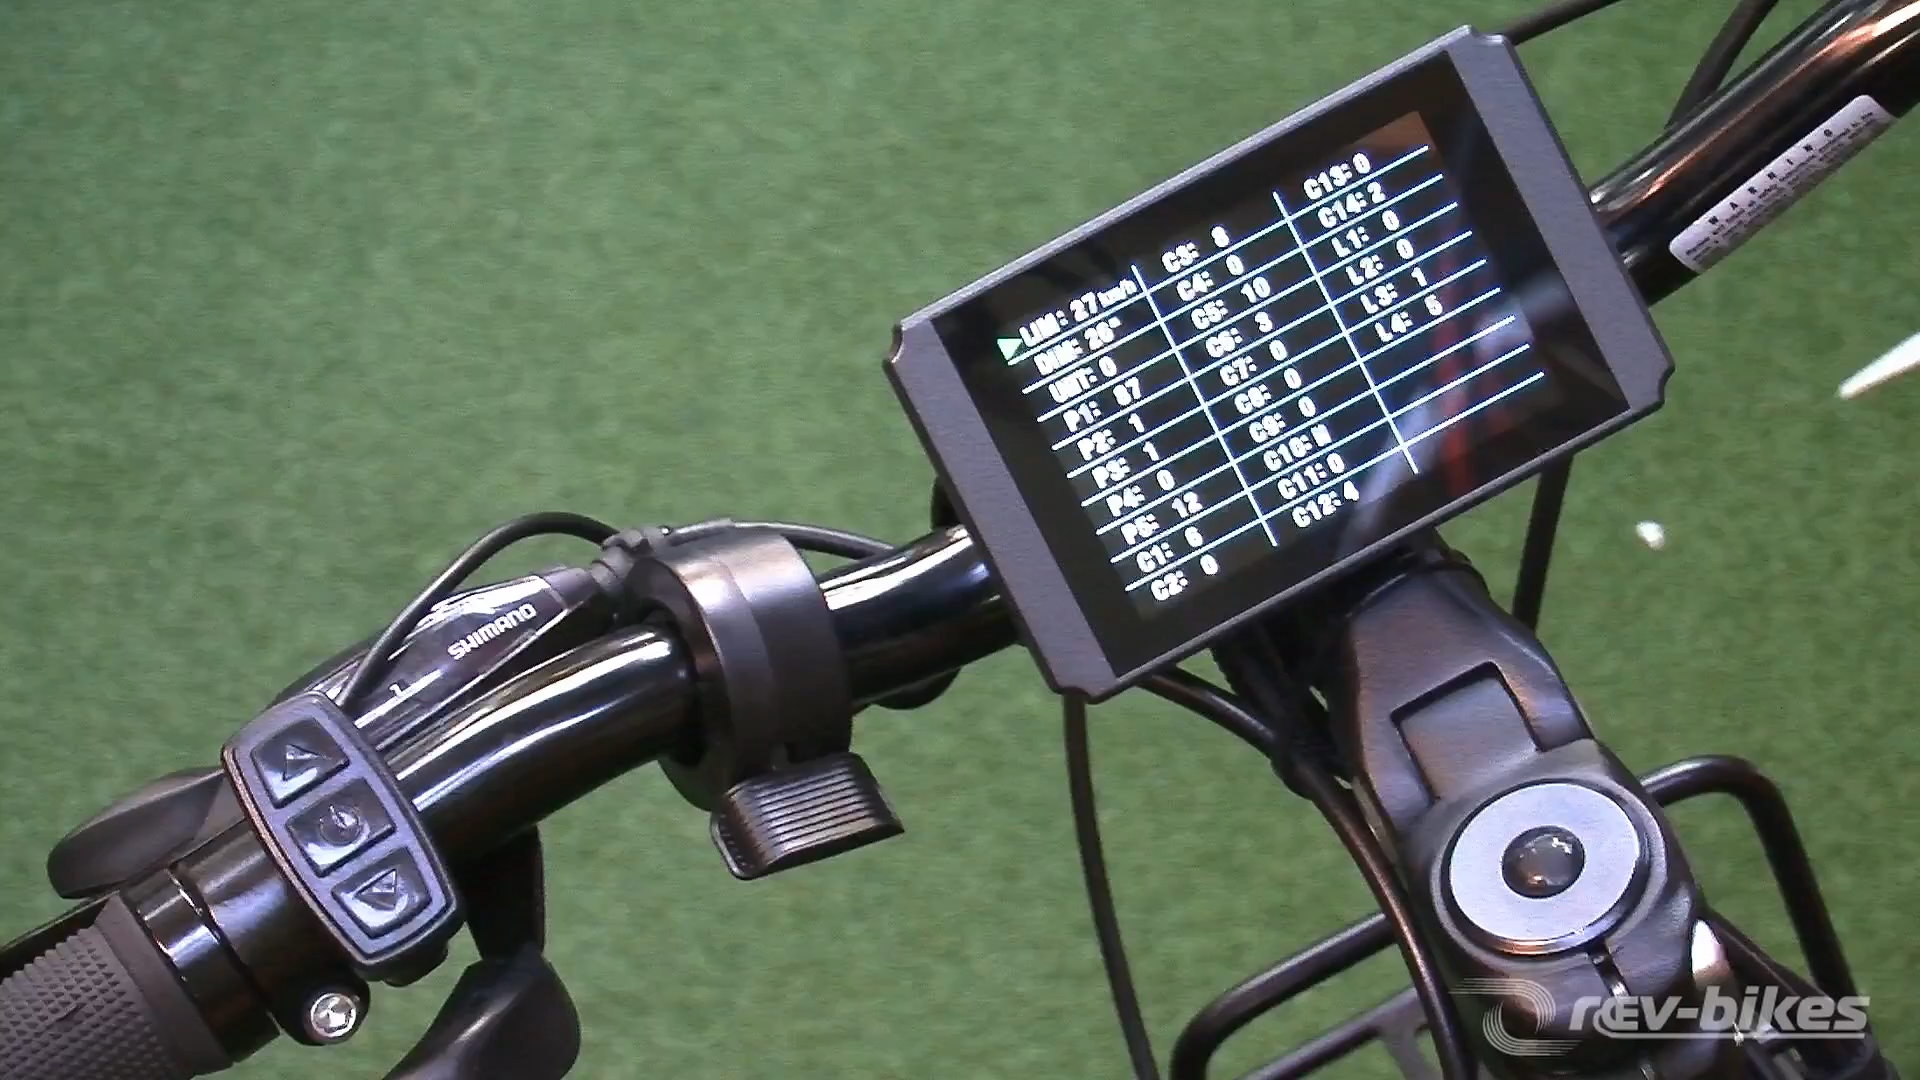 LIM: 27 km/h
DIM: 26"
UNT: 0
P1: 87
P2: 1
P3: 1
P4: 0
P5: 12
C1: 6
C2: 0
C3: 8
C4: 0
C5: 10
C6: 3
C7: 0
C8: 0
C9: 0
C10: N
C11: 0
C12: 4
C13: 0
C14: 2
L1: 0
L2: 0
L3: 1
L4: 5
WARNING
SHIMANO
1
rev-bikes